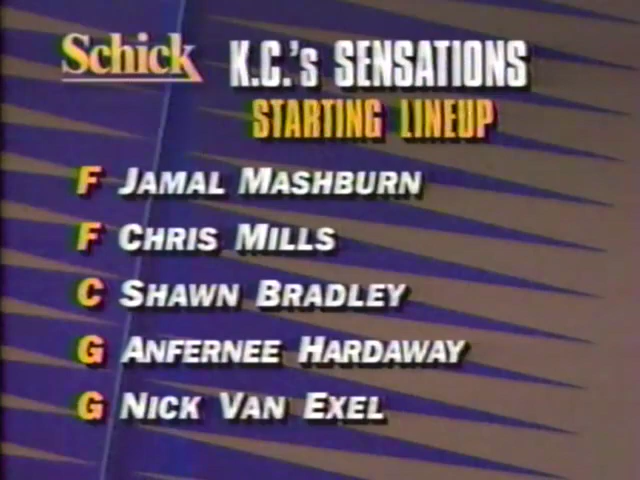 Schick K.C.'s SENSATIONS
STARTING LINEUP
F JAMAL MASHBURN
F CHRIS MILLS
C SHAWN BRADLEY
G ANFERNEE HARDAWAY
G NICK VAN EXEL